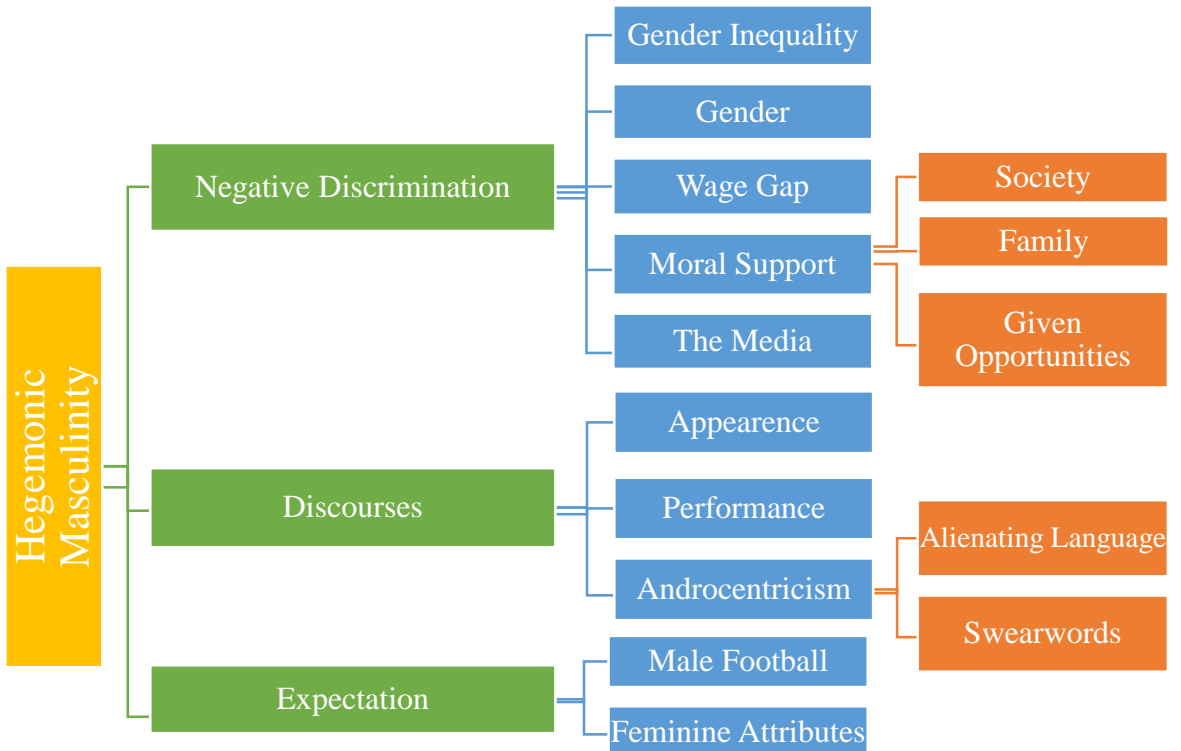 Hegemonic
Masculinity
Negative Discrimination
Gender Inequality
Gender
Wage Gap
Moral Support
Society
Family
Given
Opportunities
The Media
Discourses
Appearence
Performance
Androcentricism
Alienating Language
Swearwords
Expectation
Male Football
Feminine Attributes